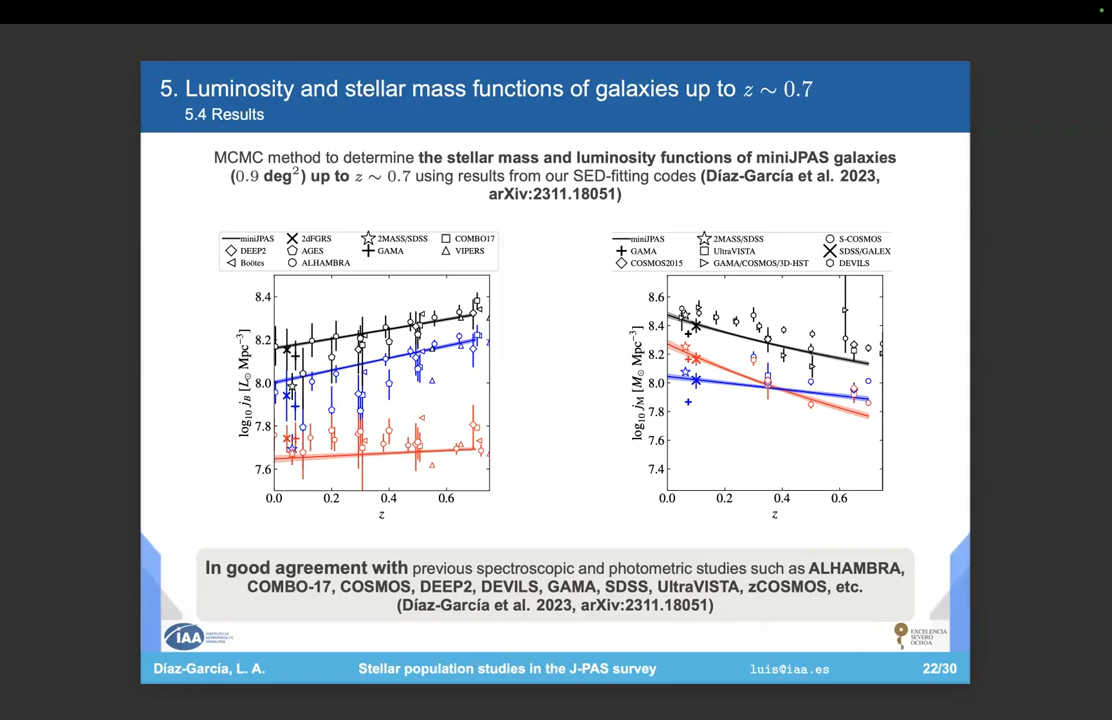 5. Luminosity and stellar mass functions of galaxies up to z ∼ 0.7
5.4 Results
MCMC method to determine the stellar mass and luminosity functions of miniJPAS galaxies
(0.9 deg²) up to z ∼ 0.7 using results from our SED-fitting codes (Díaz-García et al. 2023,
arXiv:2311.18051)
miniJPAS 2dFGRS 2MASS/SDSS COMBO17
DEEP2 AGES GAMA VIPERS
Boötes ALHAMBRA
log₁₀ j_B [L⊙ Mpc⁻³]
8.4
8.2
8.0
7.8
7.6
0.0 0.2 0.4 0.6
z
miniJPAS 2MASS/SDSS S-COSMOS
GAMA UltraVISTA SDSS/GALEX
COSMOS2015 GAMA/COSMOS/3D-HST DEVILS
log₁₀ j_M [M⊙ Mpc⁻³]
8.6
8.4
8.2
8.0
7.8
7.6
7.4
0.0 0.2 0.4 0.6
z
In good agreement with previous spectroscopic and photometric studies such as ALHAMBRA,
COMBO-17, COSMOS, DEEP2, DEVILS, GAMA, SDSS, UltraVISTA, zCOSMOS, etc.
(Díaz-García et al. 2023, arXiv:2311.18051)
IAA
INSTITUTO DE
ASTROFÍSICA DE
ANDALUCÍA
EXCELENCIA
SEVERO
OCHOA
Díaz-García, L. A. Stellar population studies in the J-PAS survey luis@iaa.es 22/30